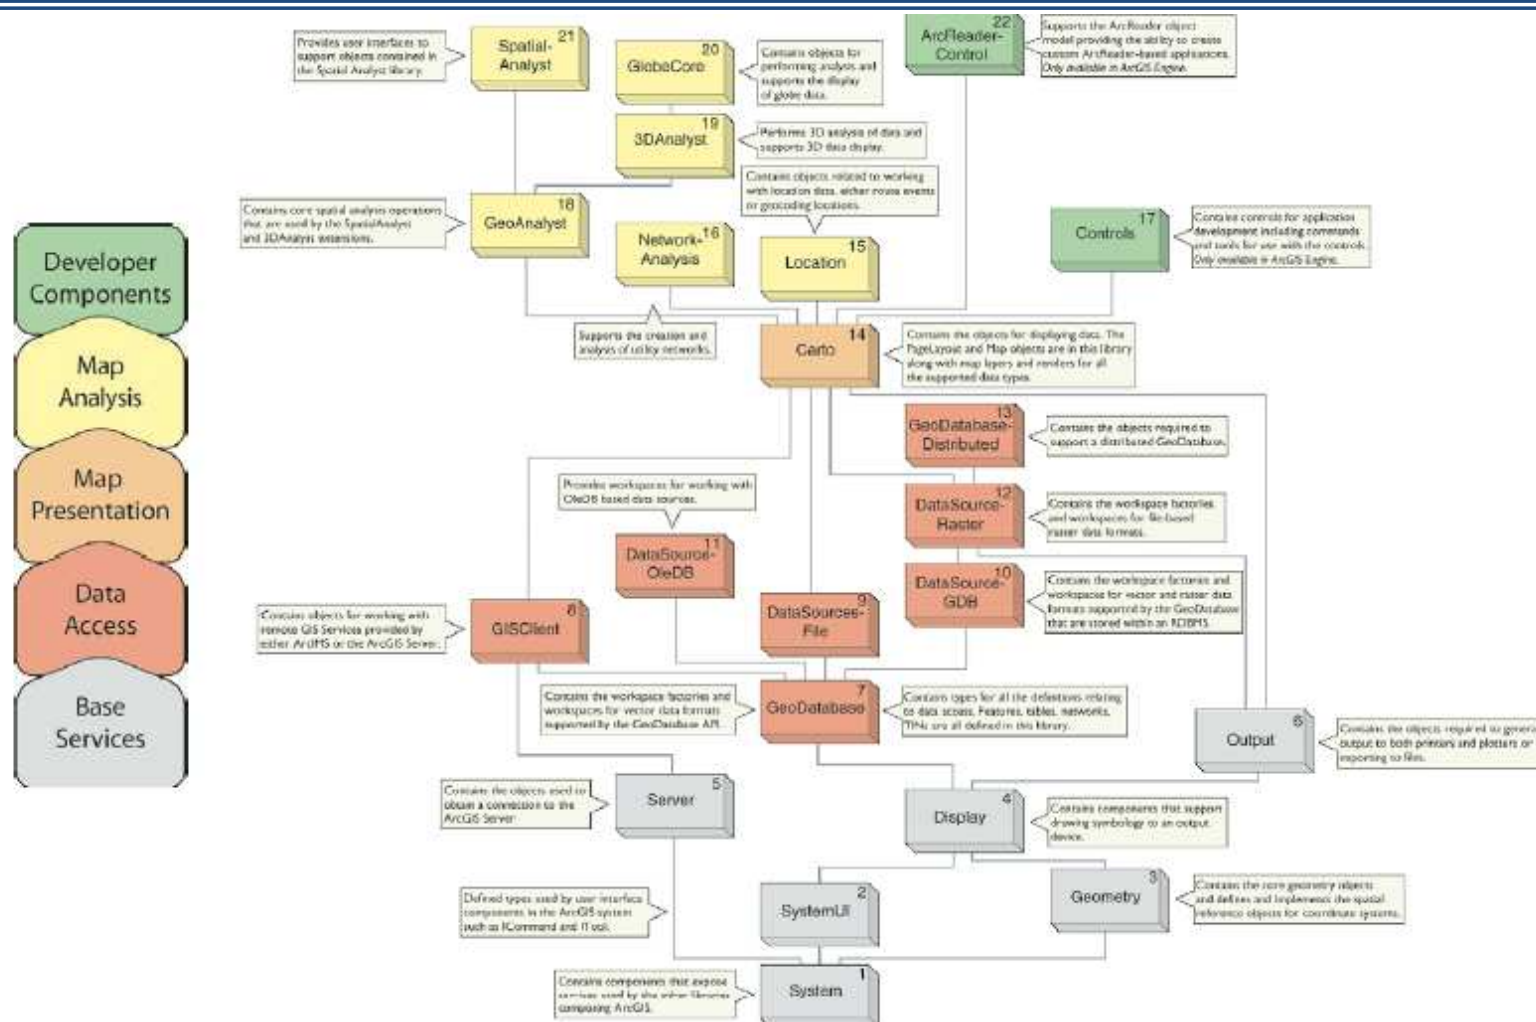 Provides user interfaces to
support objects contained in
the Spatial Analyst library.
Spatial-
Analyst
21
GlobeCore
20
Contains objects for
performing analysis and
supports the display
of globe data.
ArcReader-
Control
22
Supports the ArcReader object
model providing the ability to create
custom ArcReader-based applications.
Only available in ArcGIS Engine.
3DAnalyst
19
Performs 3D analysis of data and
supports 3D data display.
Contains objects related to working
with location data, either route events
or geocoding locations.
Contains core spatial analysis operations
that are used by the SpatialAnalyst
and 3DAnalyst extensions.
GeoAnalyst
18
Network-
Analysis
16
Location
15
Controls
17
Contains controls for application
development including commands
and tools for use with the controls.
Only available in ArcGIS Engine.
Supports the creation and
analysis of utility networks.
Carto
14
Contains the objects for displaying data. The
PageLayout and Map objects are in this library
along with map layers and renders for all
the supported data types.
GeoDatabase-
Distributed
13
Contains the objects required to
support a distributed GeoDatabase.
Provides workspaces for working with
OleDB based data sources.
DataSource-
OleDB
11
DataSource-
Raster
12
Contains the workspace factories
and workspaces for file-based
raster data formats.
DataSource-
GDB
10
Contains the workspace factories and
workspaces for vector and raster data
formats supported by the GeoDatabase
that are stored within an RDBMS.
Contains objects for working with
remote GIS Services provided by
either ArcIMS or the ArcGIS Server.
GISClient
8
DataSources-
File
9
Contains the workspace factories and
workspaces for vector data formats
supported by the GeoDatabase API.
GeoDatabase
7
Contains types for all the definitions relating
to data access. Features, tables, networks,
TINs are all defined in this library.
Output
6
Contains the objects required to genera
output to both printers and plotters or
exporting to files.
Contains the objects used to
obtain a connection to the
ArcGIS Server
Server
5
Display
4
Contains components that support
drawing symbology to an output
device.
Defined types used by user interface
components in the ArcGIS system
such as ICommand and ITool.
SystemUI
2
Geometry
3
Contains the core geometry objects
and defines and implements the spatial
reference objects for coordinate systems.
Contains components that expose
services used by the other libraries
composing ArcGIS.
System
1
Developer
Components
Map
Analysis
Map
Presentation
Data
Access
Base
Services